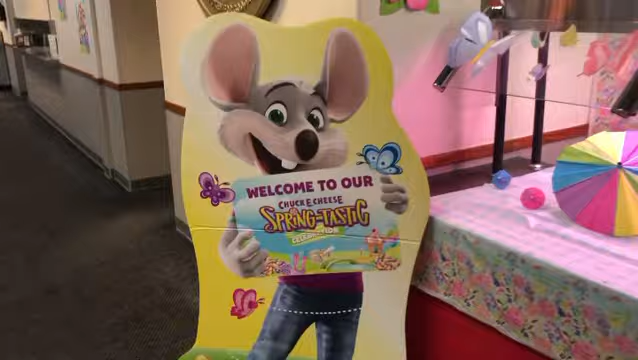 WELCOME TO OUR
CHUCK E. CHEESE
SPRING-TASTIC
CELEBRATION